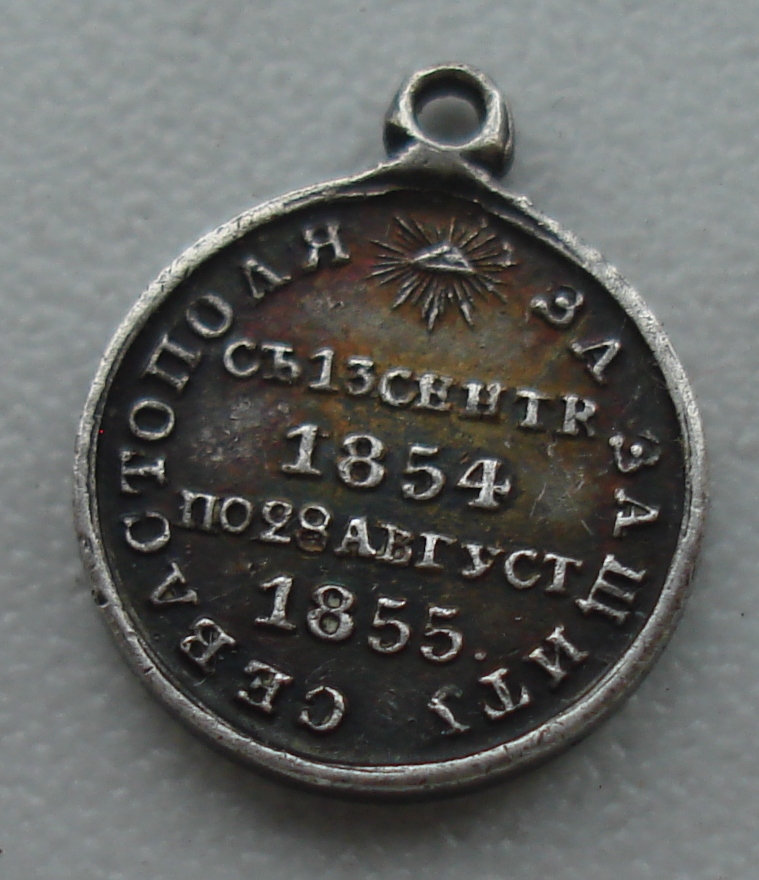 ЗА ЗАЩИТУ СЕВАСТОПОЛЯ
СЪ 13 СЕНТЯ
1854
ПО 28 АВГУСТ
1855.